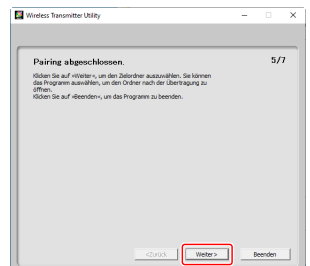 Wireless Transmitter Utility
Pairing abgeschlossen.
5/7
Klicken Sie auf »Weiter«, um den Zielordner auszuwählen. Sie können
das Programm auswählen, um den Ordner nach der Übertragung zu
öffnen.
Klicken Sie auf »Beenden«, um das Programm zu beenden.
<Zurück
Weiter>
Beenden